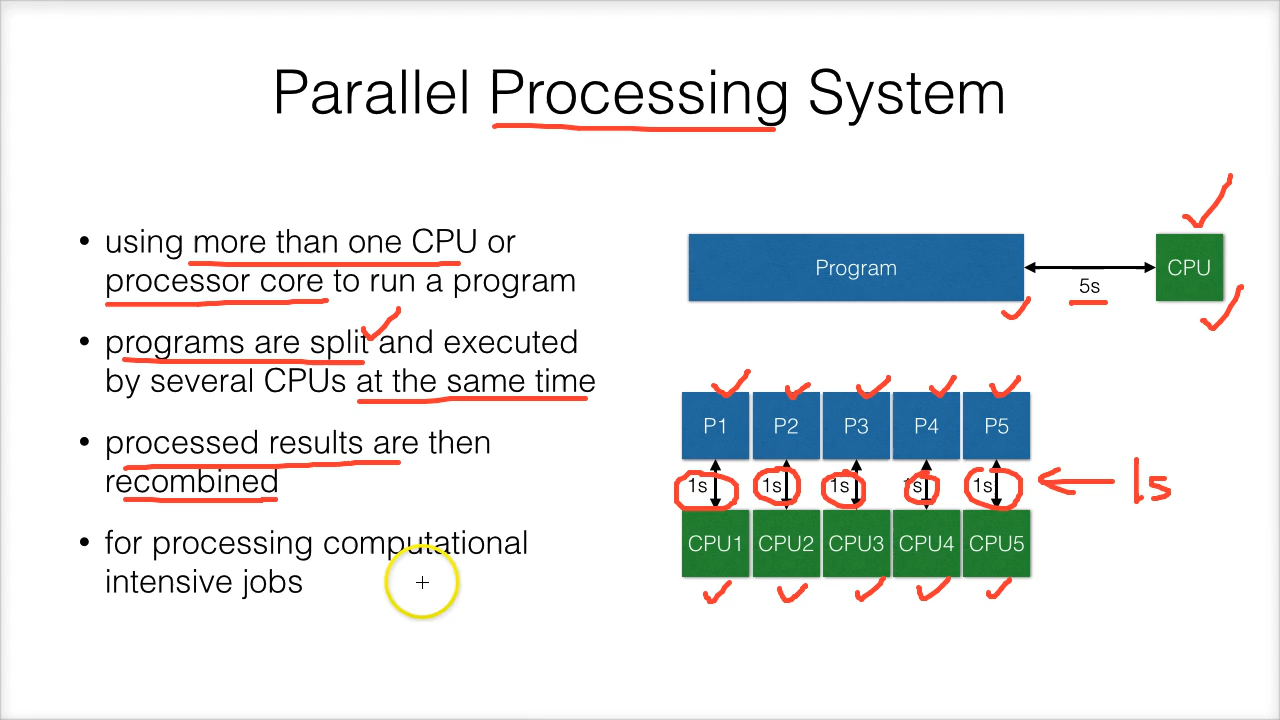 Parallel Processing System
• using more than one CPU or
processor core to run a program
• programs are split and executed
by several CPUs at the same time
• processed results are then
recombined
• for processing computational
intensive jobs
Program
5s
CPU
P1 P2 P3 P4 P5
1s 1s 1s 1s 1s
1s
CPU1 CPU2 CPU3 CPU4 CPU5